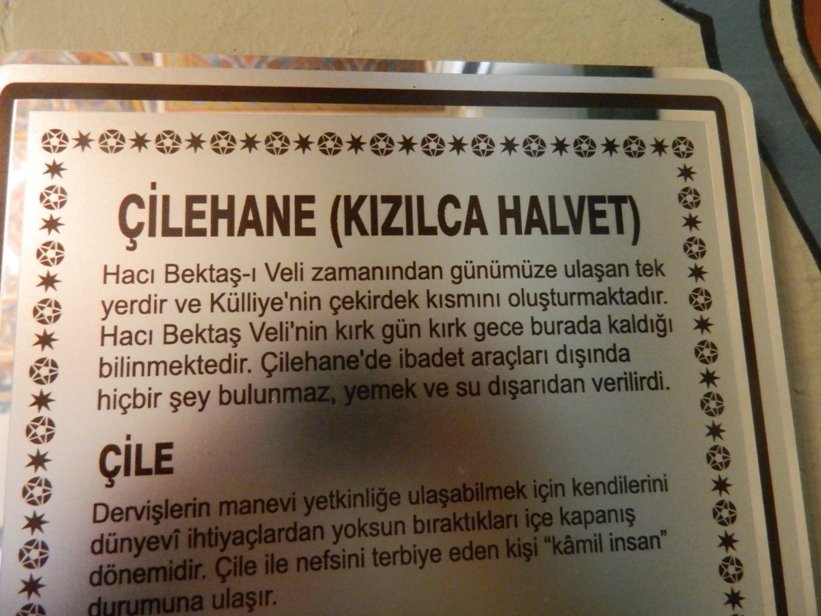 ÇİLEHANE (KIZILCA HALVET)
Hacı Bektaş-ı Veli zamanından günümüze ulaşan tek
yerdir ve Külliye'nin çekirdek kısmını oluşturmaktadır.
Hacı Bektaş Veli'nin kırk gün kırk gece burada kaldığı
bilinmektedir. Çilehane'de ibadet araçları dışında
hiçbir şey bulunmaz, yemek ve su dışarıdan verilirdi.
ÇİLE
Dervişlerin manevi yetkinliğe ulaşabilmek için kendilerini
dünyevî ihtiyaçlardan yoksun bıraktıkları içe kapanış
dönemidir. Çile ile nefsini terbiye eden kişi “kâmil insan”
durumuna ulaşır.